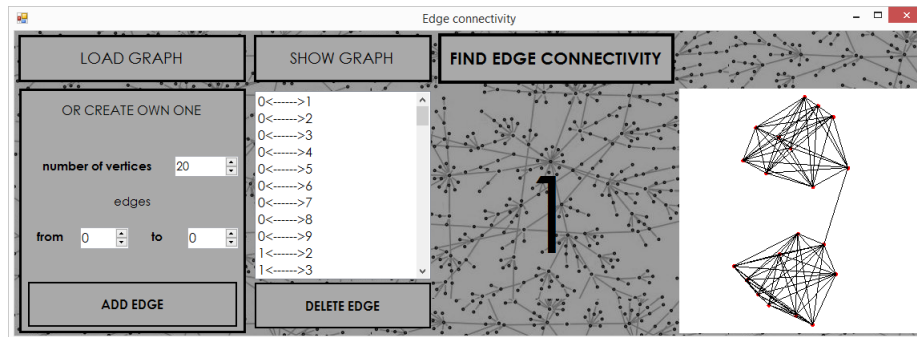 Edge connectivity
LOAD GRAPH
SHOW GRAPH
FIND EDGE CONNECTIVITY
OR CREATE OWN ONE
number of vertices 20
edges
from 0 to 0
ADD EDGE
0<------>1
0<------>2
0<------>3
0<------>4
0<------>5
0<------>6
0<------>7
0<------>8
0<------>9
1<------>2
1<------>3
DELETE EDGE
1